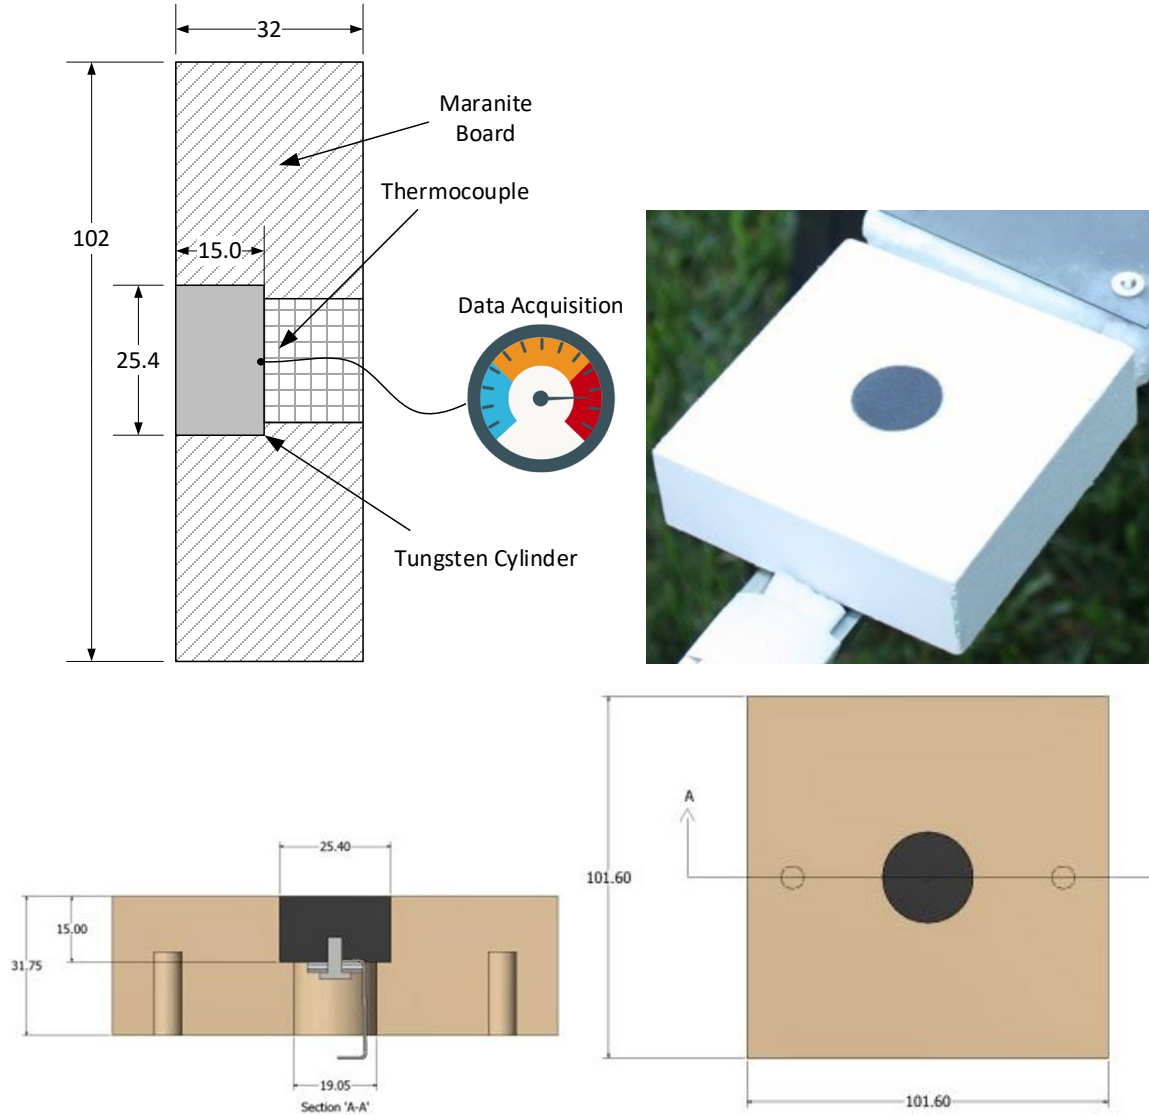 32
Maranite
Board
Thermocouple
102
15.0
Data Acquisition
25.4
Tungsten Cylinder
25.40
15.00
31.75
19.05
Section 'A-A'
A
101.60
101.60